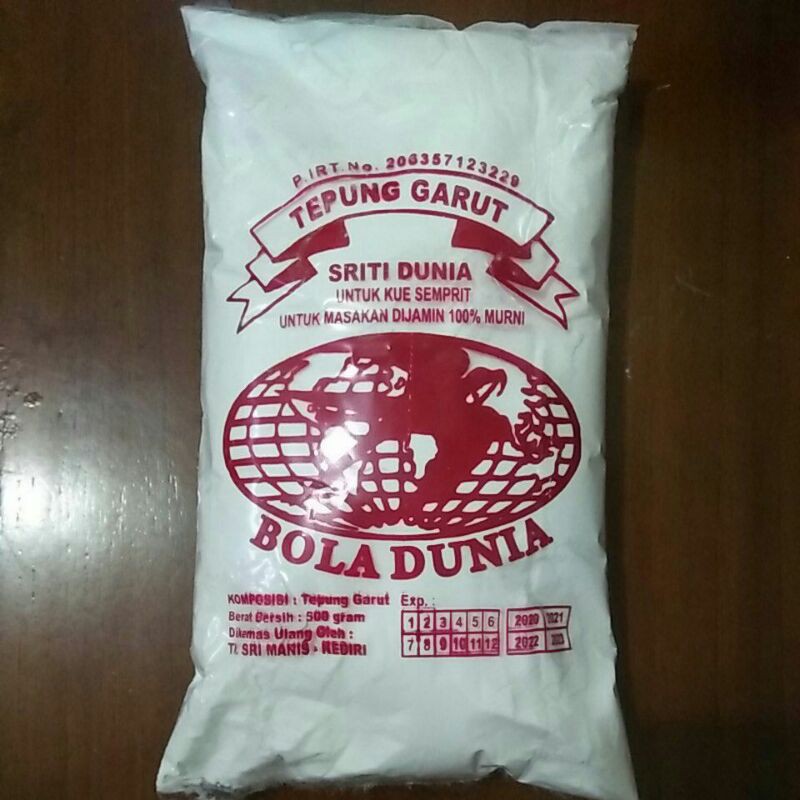 P.IRT.No. 206357123229
TEPUNG GARUT
SRITI DUNIA
UNTUK KUE SEMPRIT
UNTUK MASAKAN DIJAMIN 100% MURNI
BOLA DUNIA
KOMPOSISI : Tepung Garut Exp. :
Berat Bersih : 500 gram
1 2 3 4 5 6 2020 2021
Dikemas Ulang Oleh :
7 8 9 10 11 12 2022 2023
SRI MANIS - KEDIRI